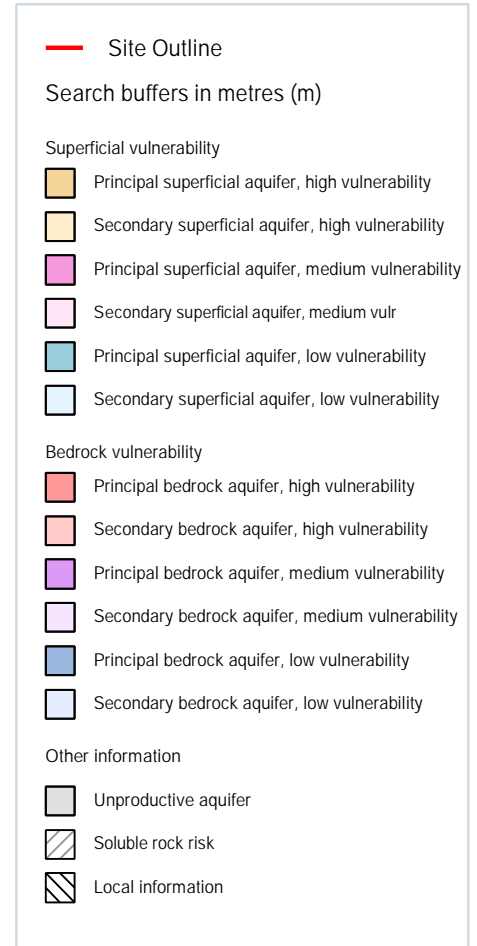 Site Outline
Search buffers in metres (m)
Superficial vulnerability
Principal superficial aquifer, high vulnerability
Secondary superficial aquifer, high vulnerability
Principal superficial aquifer, medium vulnerability
Secondary superficial aquifer, medium vulr
Principal superficial aquifer, low vulnerability
Secondary superficial aquifer, low vulnerability
Bedrock vulnerability
Principal bedrock aquifer, high vulnerability
Secondary bedrock aquifer, high vulnerability
Principal bedrock aquifer, medium vulnerability
Secondary bedrock aquifer, medium vulnerability
Principal bedrock aquifer, low vulnerability
Secondary bedrock aquifer, low vulnerability
Other information
Unproductive aquifer
Soluble rock risk
Local information